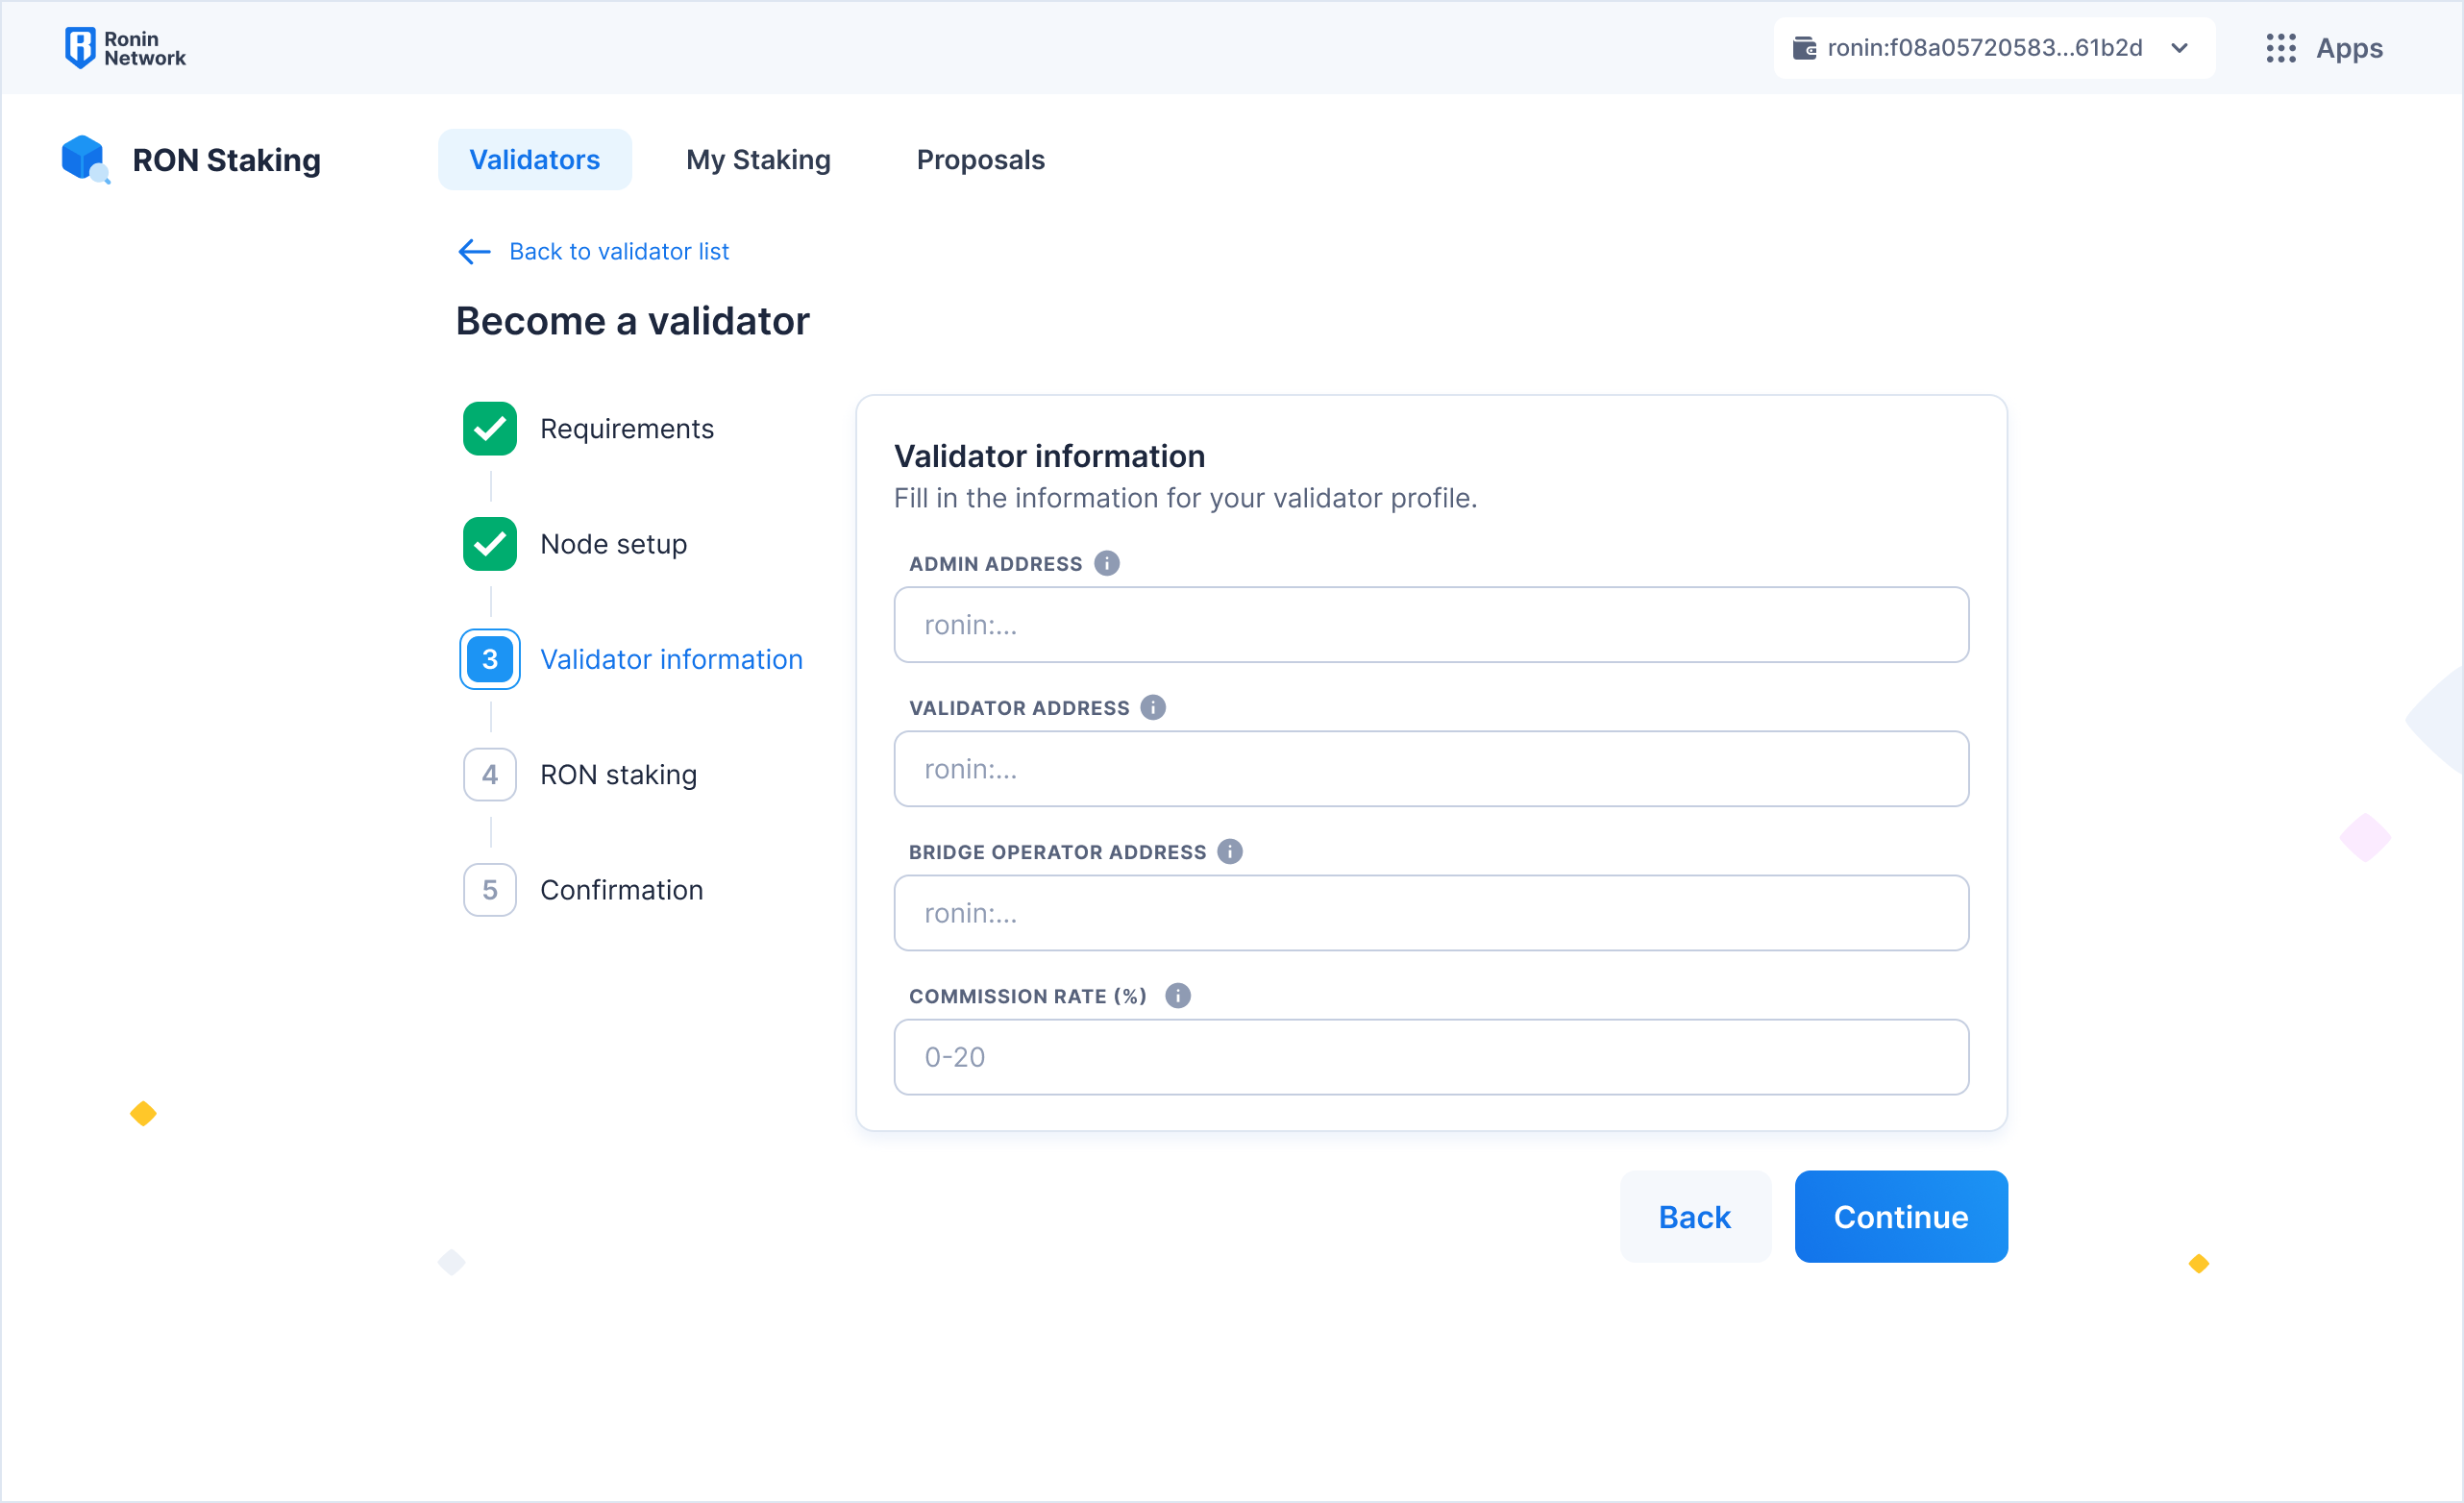 Ronin
Network
ronin:f08a05720583...61b2d
Apps
RON Staking
Validators
My Staking
Proposals
Back to validator list
Become a validator
Requirements
Node setup
3
Validator information
4
RON staking
5
Confirmation
Validator information
Fill in the information for your validator profile.
ADMIN ADDRESS
ronin:...
VALIDATOR ADDRESS
ronin:...
BRIDGE OPERATOR ADDRESS
ronin:...
COMMISSION RATE (%)
0-20
Back
Continue